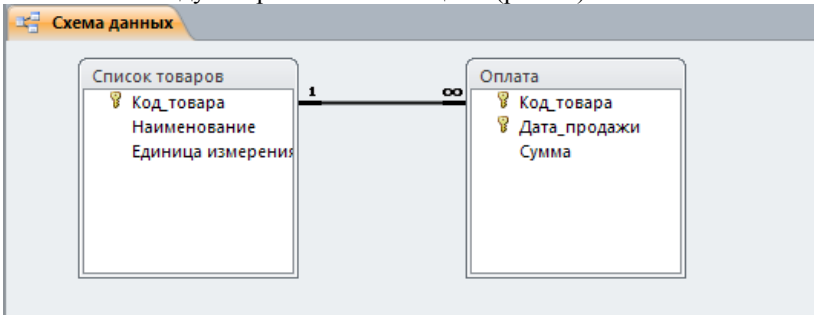 Схема данных
Список товаров
Код_товара
Наименование
Единица измерения
1
∞
Оплата
Код_товара
Дата_продажи
Сумма